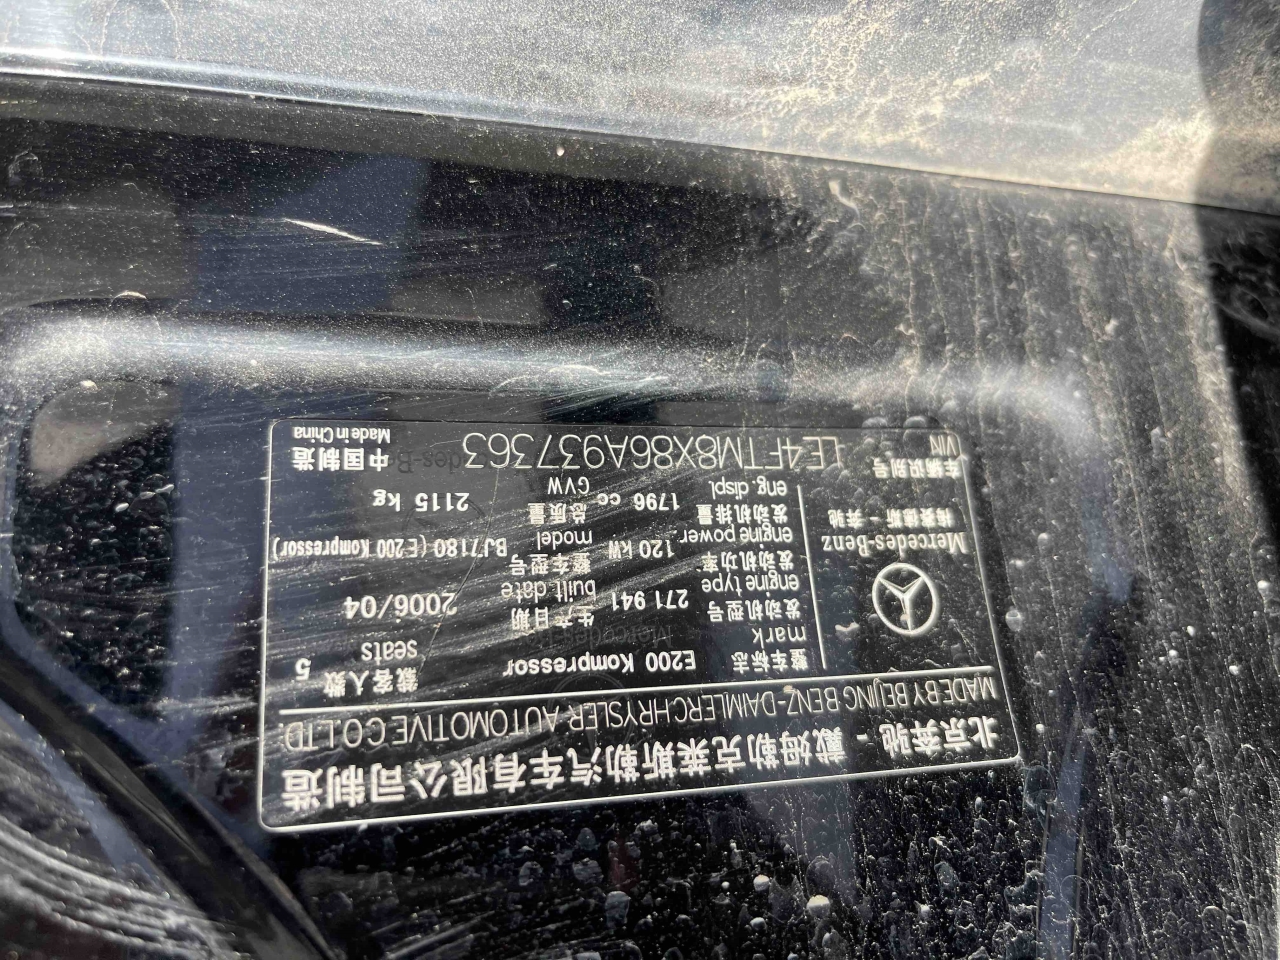 北京奔驰 - 戴姆勒克莱斯勒汽车有限公司制造
MADE BY BEIJING BENZ-DAIMLERCHRYSLER AUTOMOTIVE CO.LTD.
Mercedes-Benz
梅赛德斯 - 奔驰
整车标志 mark E200 Kompressor 载客人数 seats 5
发动机型号 engine type 271 941 生产日期 built date 2006/04
发动机功率 engine power 120 kW 整车型号 model BJ7180 (E200 Kompressor)
发动机排量 eng.displ. 1796 cc 总质量 GVW 2115 kg
车辆识别号 VIN LE4FTM8X86A937363 中国制造 Made in China